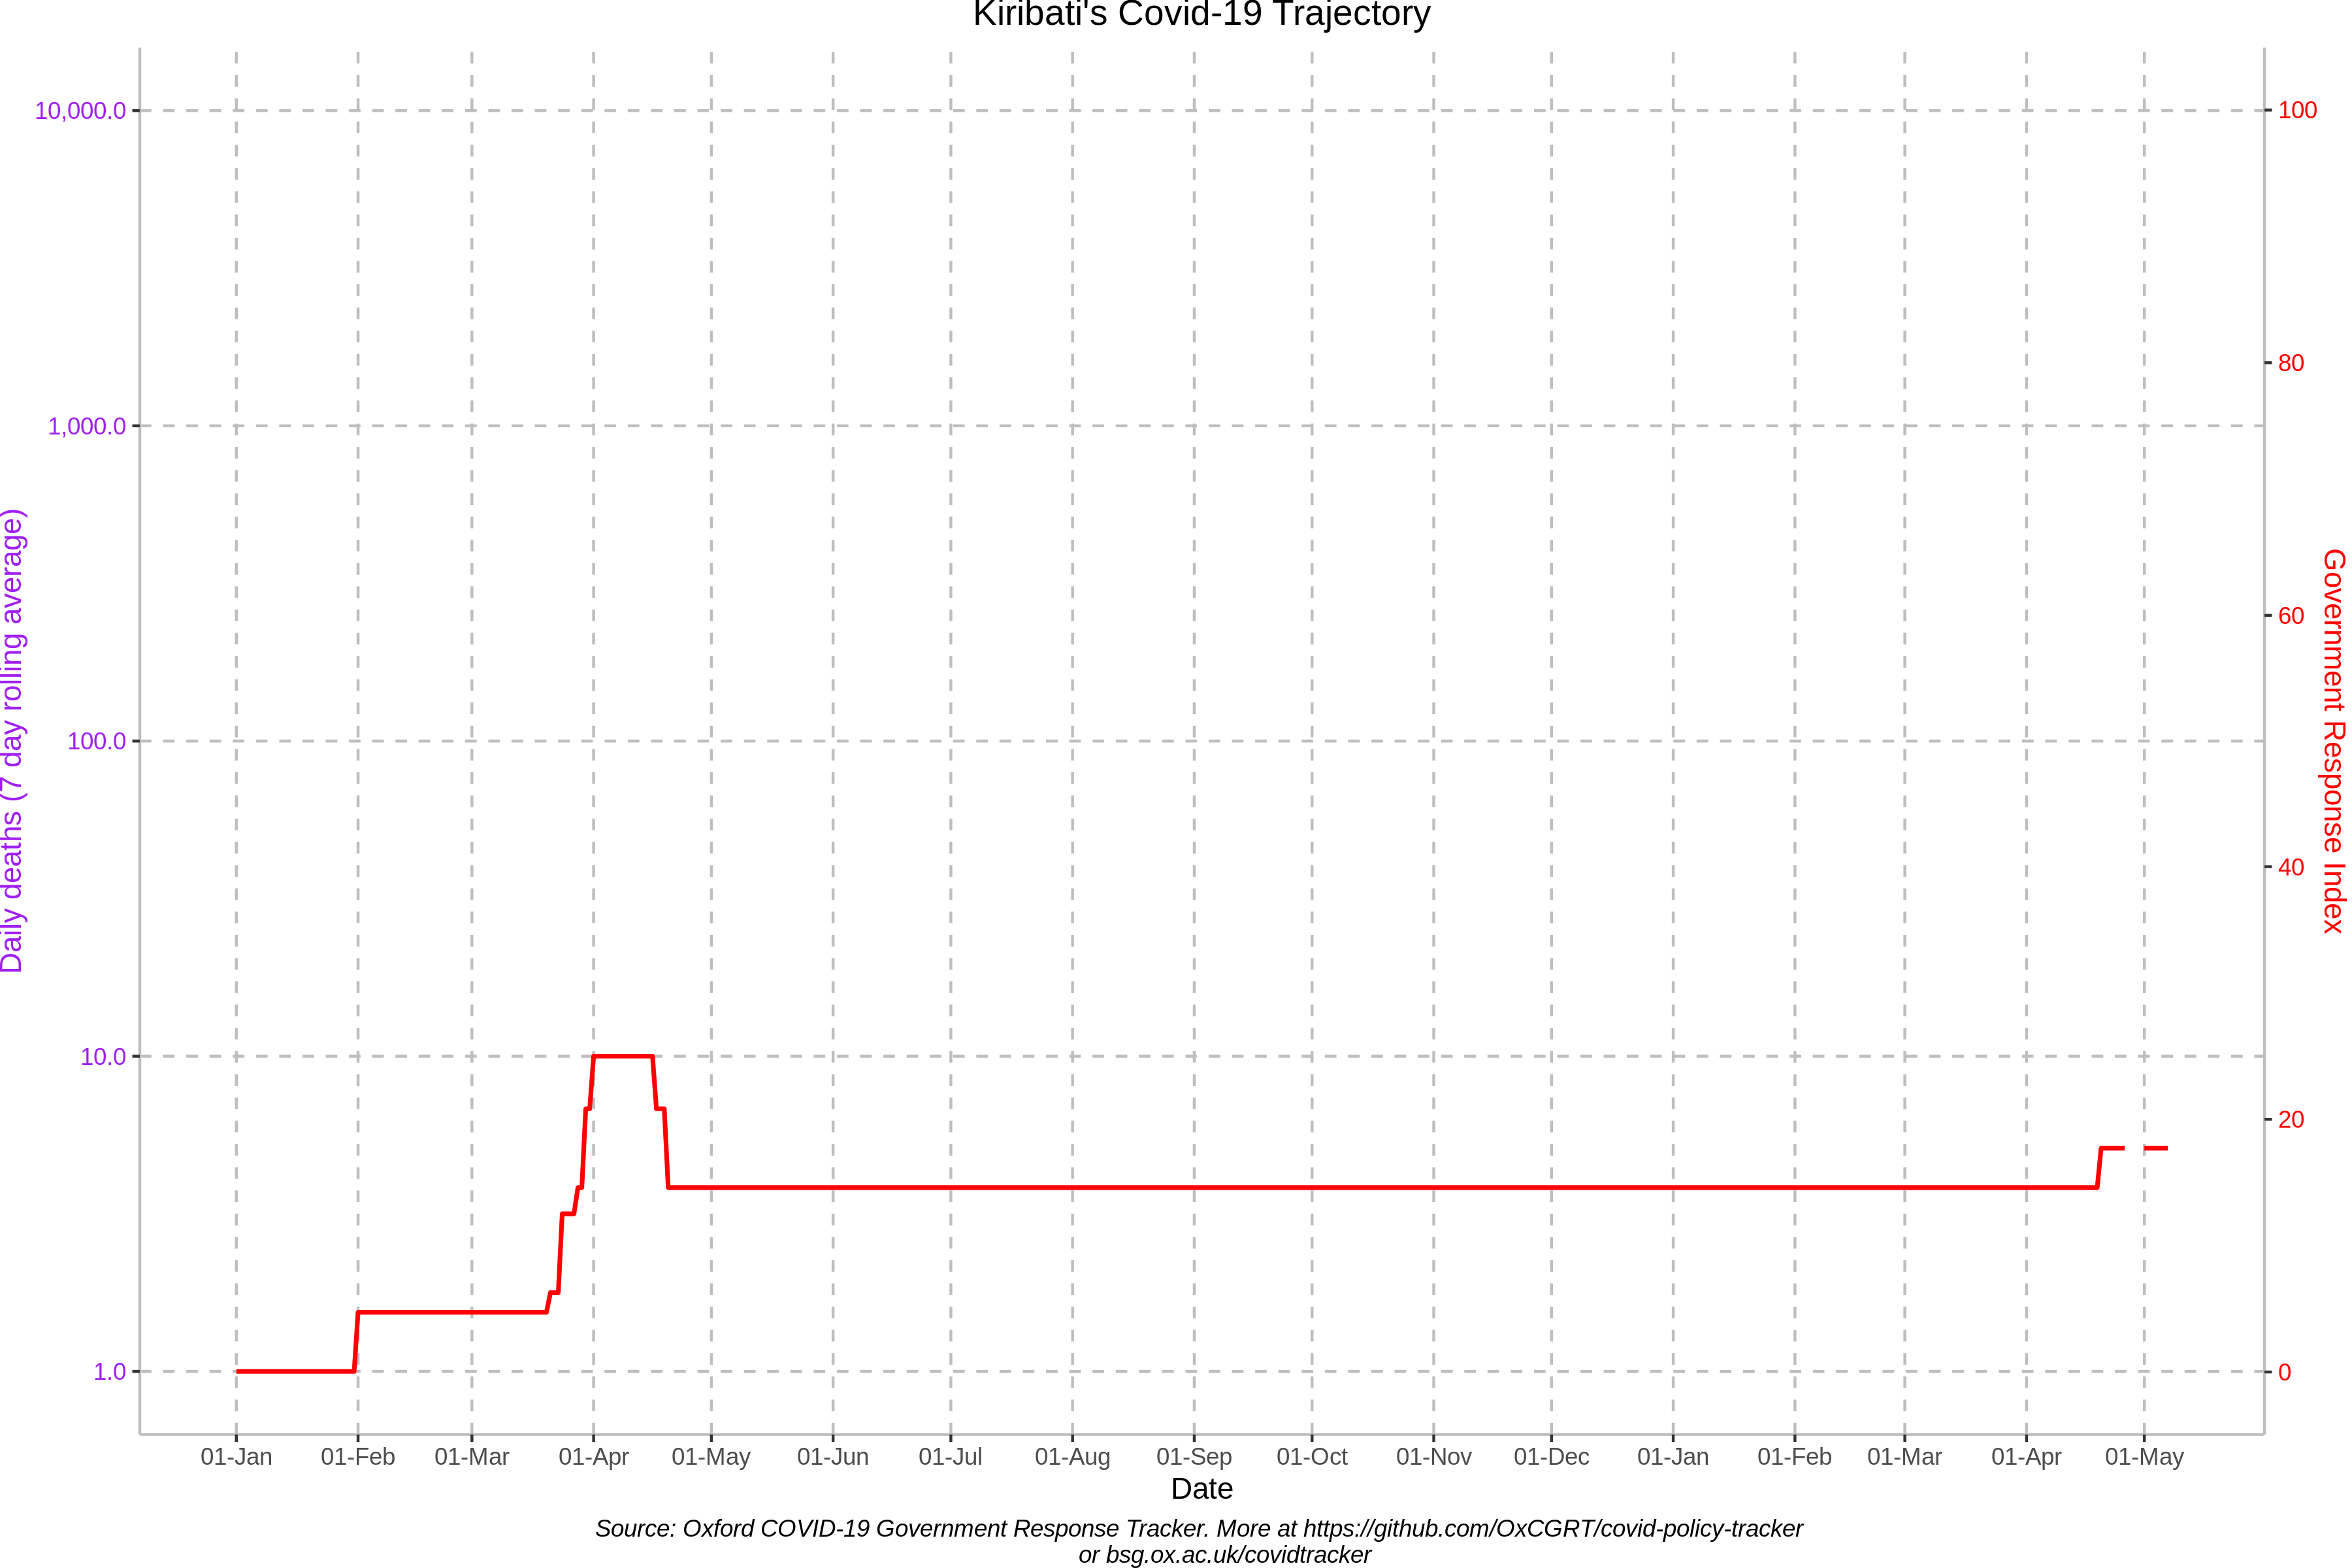 Kiribati's Covid-19 Trajectory
10,000.0
1,000.0
100.0
10.0
1.0
Daily deaths (7 day rolling average)
100
80
60
40
20
0
Government Response Index
01-Jan 01-Feb 01-Mar 01-Apr 01-May 01-Jun 01-Jul 01-Aug 01-Sep 01-Oct 01-Nov 01-Dec 01-Jan 01-Feb 01-Mar 01-Apr 01-May
Date
Source: Oxford COVID-19 Government Response Tracker. More at https://github.com/OxCGRT/covid-policy-tracker
or bsg.ox.ac.uk/covidtracker